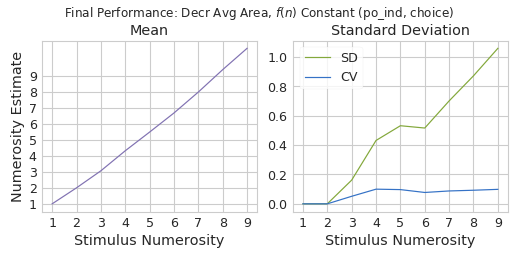 Final Performance: Decr Avg Area, f(n) Constant (po_ind, choice)
Mean
Numerosity Estimate
9
8
7
6
5
4
3
2
1
1 2 3 4 5 6 7 8 9
Stimulus Numerosity
Standard Deviation
SD
CV
1.0
0.8
0.6
0.4
0.2
0.0
1 2 3 4 5 6 7 8 9
Stimulus Numerosity